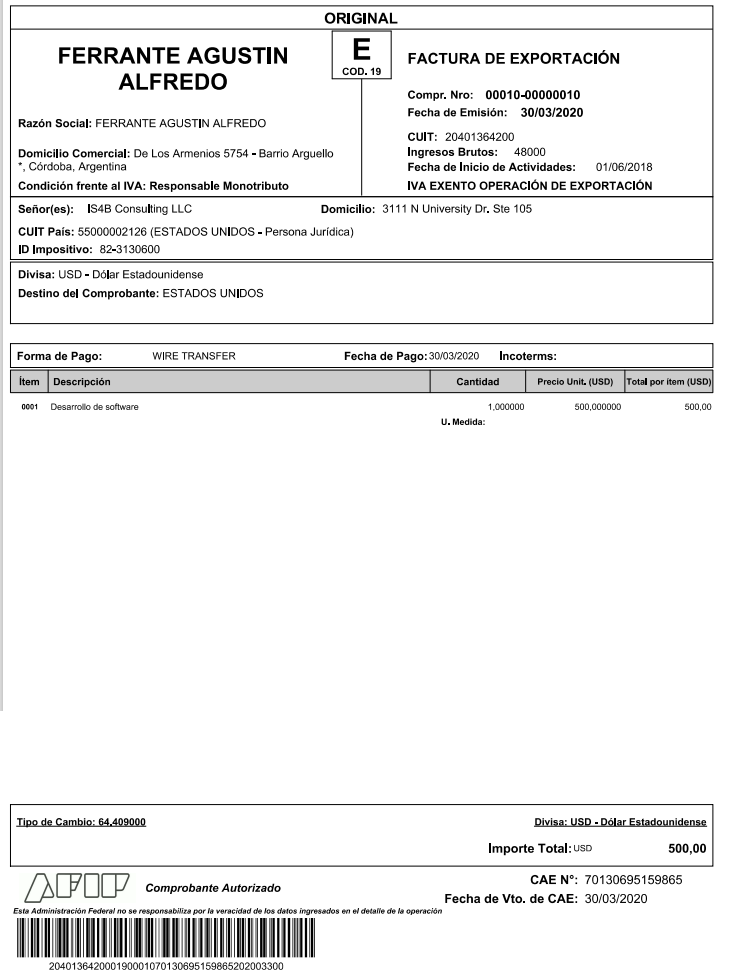 ORIGINAL
FERRANTE AGUSTIN
ALFREDO
E
COD. 19
FACTURA DE EXPORTACIÓN
Compr. Nro: 00010-00000010
Fecha de Emisión: 30/03/2020
Razón Social: FERRANTE AGUSTIN ALFREDO
CUIT: 20401364200
Domicilio Comercial: De Los Armenios 5754 - Barrio Arguello
*, Córdoba, Argentina
Ingresos Brutos: 48000
Fecha de Inicio de Actividades: 01/06/2018
Condición frente al IVA: Responsable Monotributo
IVA EXENTO OPERACIÓN DE EXPORTACIÓN
Señor(es): IS4B Consulting LLC Domicilio: 3111 N University Dr. Ste 105
CUIT País: 55000002126 (ESTADOS UNIDOS - Persona Jurídica)
ID Impositivo: 82-3130600
Divisa: USD - Dólar Estadounidense
Destino del Comprobante: ESTADOS UNIDOS
Forma de Pago: WIRE TRANSFER Fecha de Pago: 30/03/2020 Incoterms:
Ítem Descripción Cantidad Precio Unit. (USD) Total por ítem (USD)
0001 Desarrollo de software 1,000000 500,000000 500,00
U. Medida:
Tipo de Cambio: 64,409000 Divisa: USD - Dólar Estadounidense
Importe Total: USD 500,00
AFIP Comprobante Autorizado
CAE N°: 70130695159865
Fecha de Vto. de CAE: 30/03/2020
Esta Administración Federal no se responsabiliza por la veracidad de los datos ingresados en el detalle de la operación
2040136420001900010701306951598652020033​00